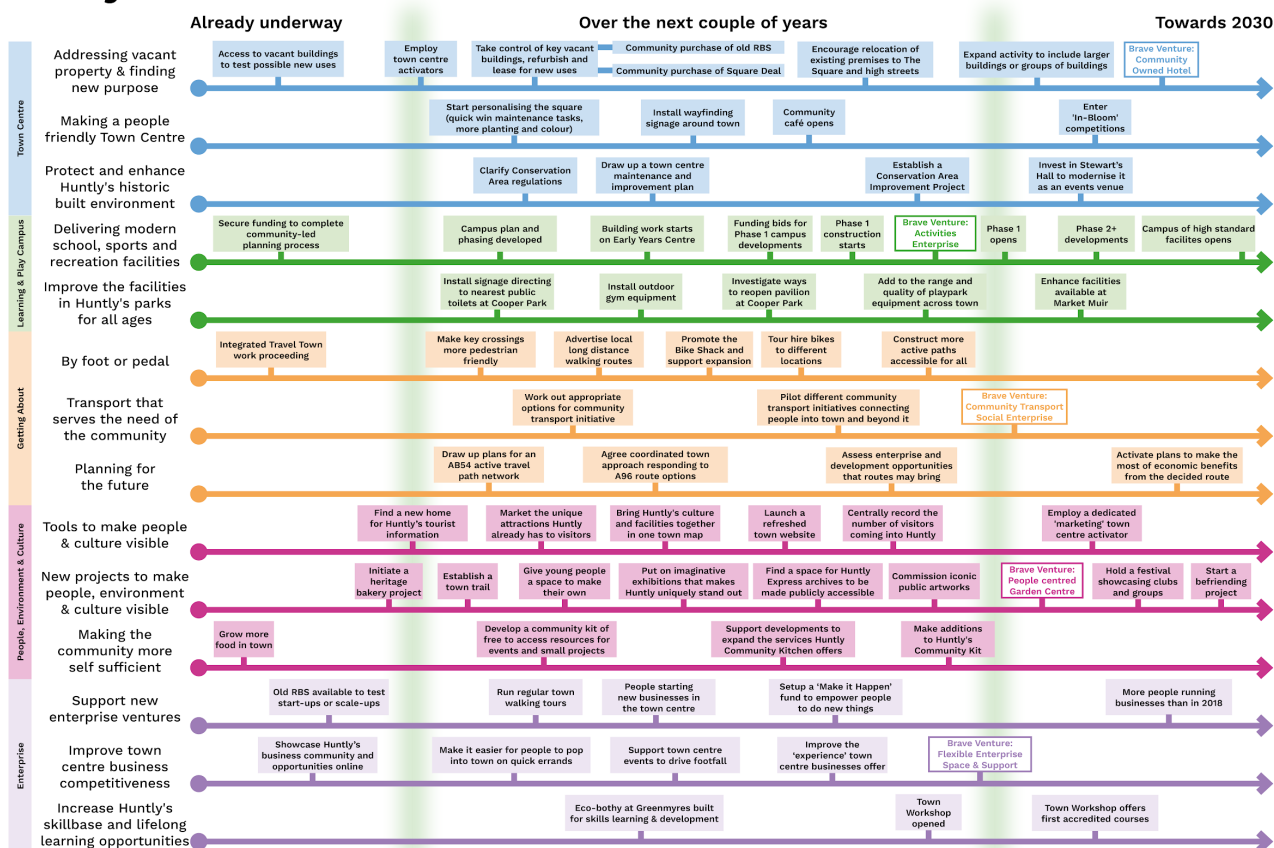 Already underway
Over the next couple of years
Towards 2030
Town Centre
Addressing vacant
property & finding
new purpose
Access to vacant buildings
to test possible new uses
Employ
town centre
activators
Take control of key vacant
buildings, refurbish and
lease for new uses
Community purchase of old RBS
Community purchase of Square Deal
Encourage relocation of
existing premises to The
Square and high streets
Expand activity to include larger
buildings or groups of buildings
Brave Venture:
Community
Owned Hotel
Making a people
friendly Town Centre
Start personalising the square
(quick win maintenance tasks,
more planting and colour)
Install wayfinding
signage around town
Community
café opens
Enter
'In-Bloom'
competitions
Protect and enhance
Huntly's historic
built environment
Clarify Conservation
Area regulations
Draw up a town centre
maintenance and
improvement plan
Establish a
Conservation Area
Improvement Project
Invest in Stewart's
Hall to modernise it
as an events venue
Learning & Play Campus
Delivering modern
school, sports and
recreation facilities
Secure funding to complete
community-led
planning process
Campus plan and
phasing developed
Building work starts
on Early Years Centre
Funding bids for
Phase 1 campus
developments
Phase 1
construction
starts
Brave Venture:
Activities
Enterprise
Phase 1
opens
Phase 2+
developments
Campus of high standard
facilites opens
Improve the facilities
in Huntly's parks
for all ages
Install signage directing
to nearest public
toilets at Cooper Park
Install outdoor
gym equipment
Investigate ways
to reopen pavilion
at Cooper Park
Add to the range and
quality of playpark
equipment across town
Enhance facilities
available at
Market Muir
Getting About
By foot or pedal
Integrated Travel Town
work proceeding
Make key crossings
more pedestrian
friendly
Advertise local
long distance
walking routes
Promote the
Bike Shack and
support expansion
Tour hire bikes
to different
locations
Construct more
active paths
accessible for all
Transport that
serves the need of
the community
Work out appropriate
options for community
transport initiative
Pilot different community
transport initiatives connecting
people into town and beyond it
Brave Venture:
Community Transport
Social Enterprise
Planning for
the future
Draw up plans for an
AB54 active travel
path network
Agree coordinated town
approach responding to
A96 route options
Assess enterprise and
development opportunities
that routes may bring
Activate plans to make the
most of economic benefits
from the decided route
People, Environment & Culture
Tools to make people
& culture visible
Find a new home
for Huntly's tourist
information
Market the unique
attractions Huntly
already has to visitors
Bring Huntly's culture
and facilities together
in one town map
Launch a
refreshed
town website
Centrally record the
number of visitors
coming into Huntly
Employ a dedicated
'marketing' town
centre activator
New projects to make
people, environment
& culture visible
Initiate a
heritage
bakery project
Establish a
town trail
Give young people
a space to make
their own
Put on imaginative
exhibitions that makes
Huntly uniquely stand out
Find a space for Huntly
Express archives to be
made publicly accessible
Commission iconic
public artworks
Brave Venture:
People centred
Garden Centre
Hold a festival
showcasing clubs
and groups
Start a
befriending
project
Making the
community more
self sufficient
Grow more
food in town
Develop a community kit of
free to access resources for
events and small projects
Support developments to
expand the services Huntly
Community Kitchen offers
Make additions
to Huntly's
Community Kit
Enterprise
Support new
enterprise ventures
Old RBS available to test
start-ups or scale-ups
Run regular town
walking tours
People starting
new businesses in
the town centre
Setup a 'Make it Happen'
fund to empower people
to do new things
More people running
businesses than in 2018
Improve town
centre business
competitiveness
Showcase Huntly's
business community and
opportunities online
Make it easier for people to pop
into town on quick errands
Support town centre
events to drive footfall
Improve the
'experience' town
centre businesses offer
Brave Venture:
Flexible Enterprise
Space & Support
Increase Huntly's
skillbase and lifelong
learning opportunities
Eco-bothy at Greenmyres built
for skills learning & development
Town
Workshop
opened
Town Workshop offers
first accredited courses